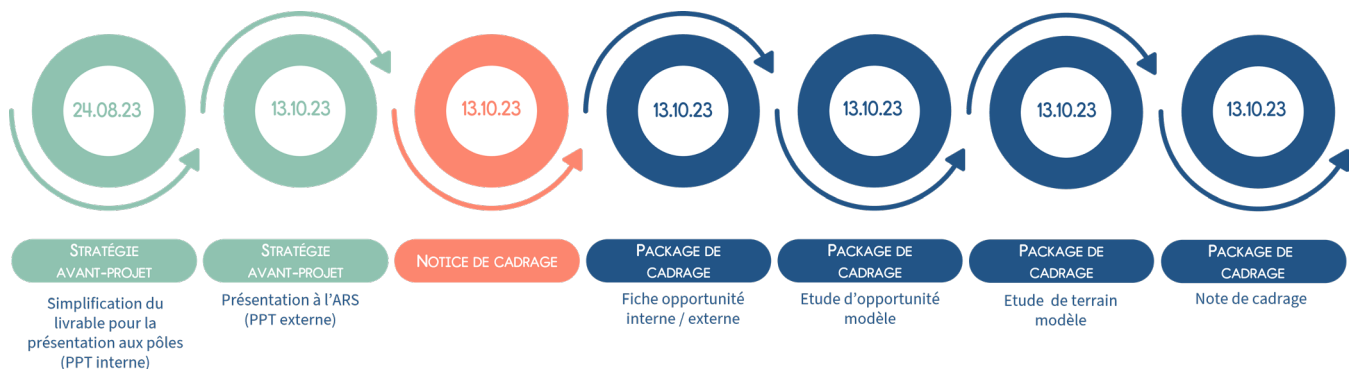 24.08.23
13.10.23
13.10.23
13.10.23
13.10.23
13.10.23
13.10.23
STRATÉGIE
AVANT-PROJET
STRATÉGIE
AVANT-PROJET
NOTICE DE CADRAGE
PACKAGE DE
CADRAGE
PACKAGE DE
CADRAGE
PACKAGE DE
CADRAGE
PACKAGE DE
CADRAGE
Simplification du
livrable pour la
présentation aux pôles
(PPT interne)
Présentation à l'ARS
(PPT externe)
Fiche opportunité
interne / externe
Etude d'opportunité
modèle
Etude de terrain
modèle
Note de cadrage